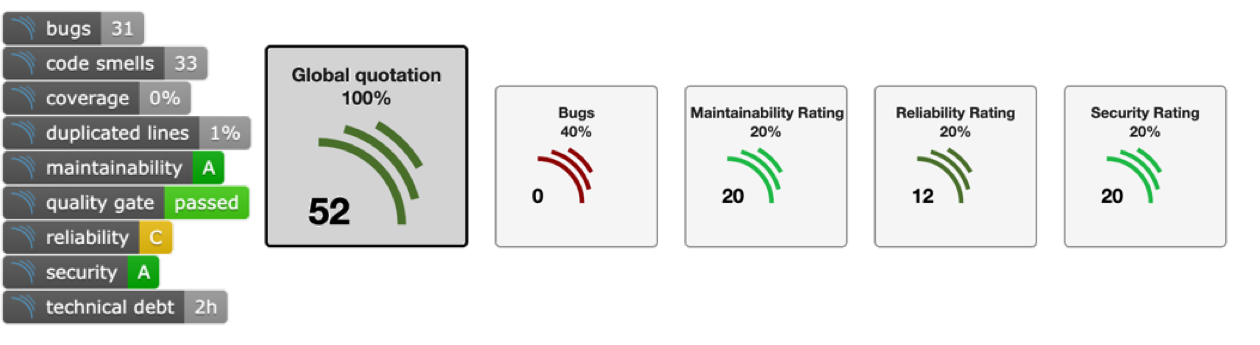 bugs 31
code smells 33
coverage 0%
duplicated lines 1%
maintainability A
quality gate passed
reliability C
security A
technical debt 2h
Global quotation
100%
52
Bugs
40%
0
Maintainability Rating
20%
20
Reliability Rating
20%
12
Security Rating
20%
20